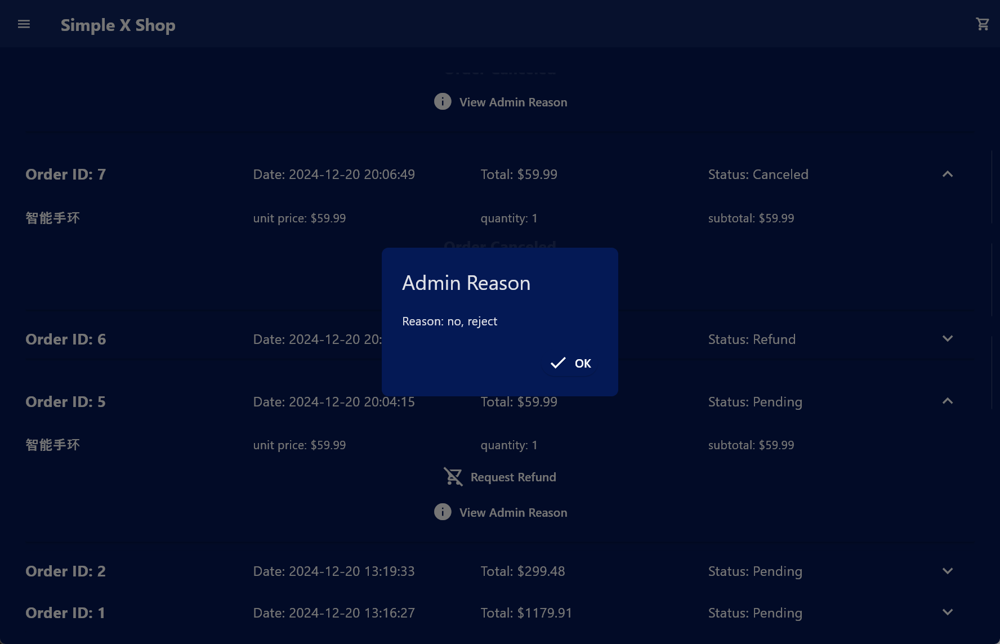 Simple X Shop
Order Canceled
View Admin Reason
Order ID: 7 Date: 2024-12-20 20:06:49 Total: $59.99 Status: Canceled
智能手环 unit price: $59.99 quantity: 1 subtotal: $59.99
Order Canceled
Admin Reason
Reason: no, reject
OK
Order ID: 6 Date: 2024-12-20 20: Status: Refund
Order ID: 5 Date: 2024-12-20 20:04:15 Total: $59.99 Status: Pending
智能手环 unit price: $59.99 quantity: 1 subtotal: $59.99
Request Refund
View Admin Reason
Order ID: 2 Date: 2024-12-20 13:19:33 Total: $299.48 Status: Pending
Order ID: 1 Date: 2024-12-20 13:16:27 Total: $1179.91 Status: Pending